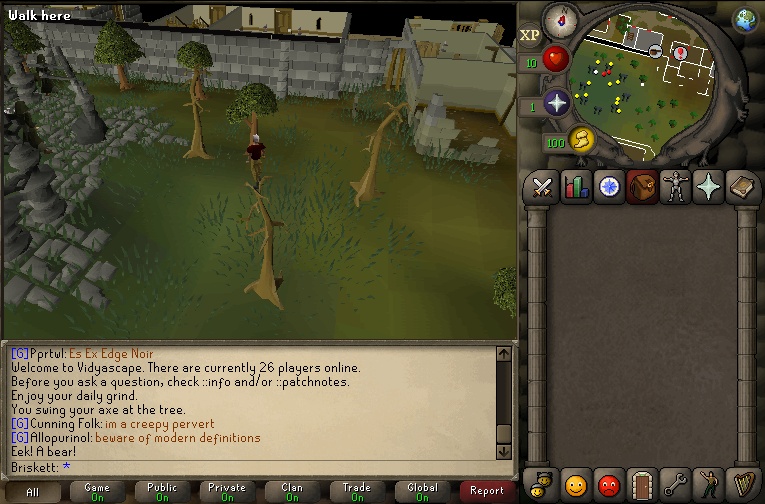 Walk here
XP
10
1
100
[G]Pprtwl: Es Ex Edge Noir
Welcome to Vidyascape. There are currently 26 players online.
Before you ask a question, check ::info and/or ::patchnotes.
Enjoy your daily grind.
You swing your axe at the tree.
[G]Cunning Folk: im a creepy pervert
[G]Allopurinol: beware of modern definitions
Eek! A bear!
Briskett: *
All
Game
On
Public
On
Private
On
Clan
On
Trade
On
Global
On
Report